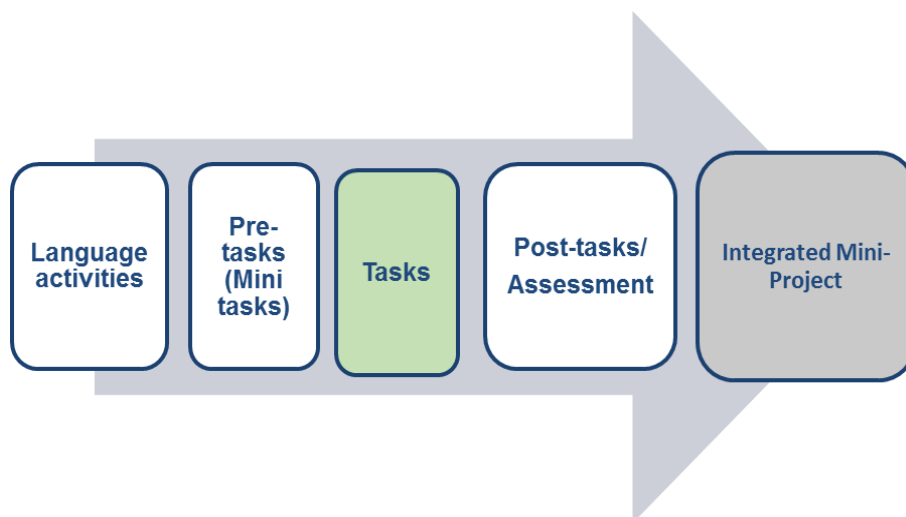 Language
activities
Pre-
tasks
(Mini
tasks)
Tasks
Post-tasks/
Assessment
Integrated Mini-
Project